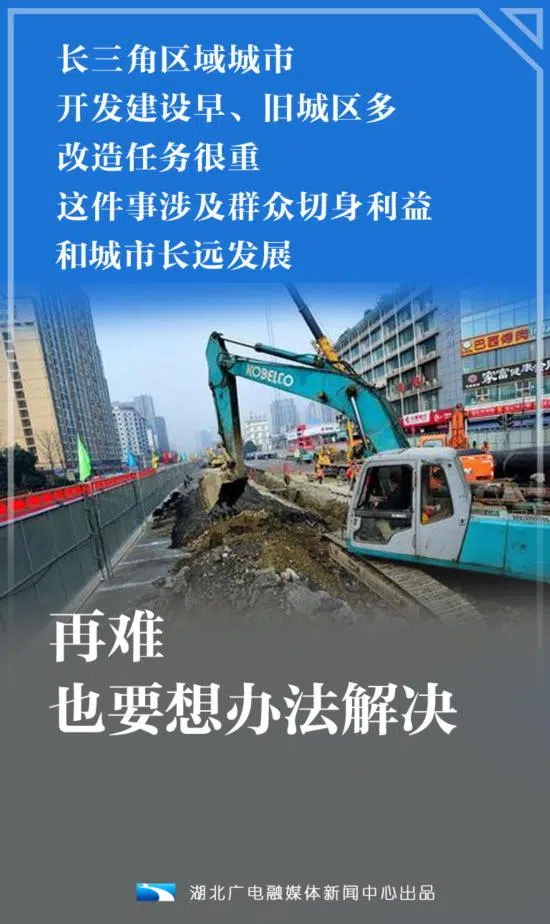 长三角区域城市
开发建设早、旧城区多
改造任务很重
这件事涉及群众切身利益
和城市长远发展
KOBELCO
再难
也要想办法解决
湖北广电融媒体新闻中心出品